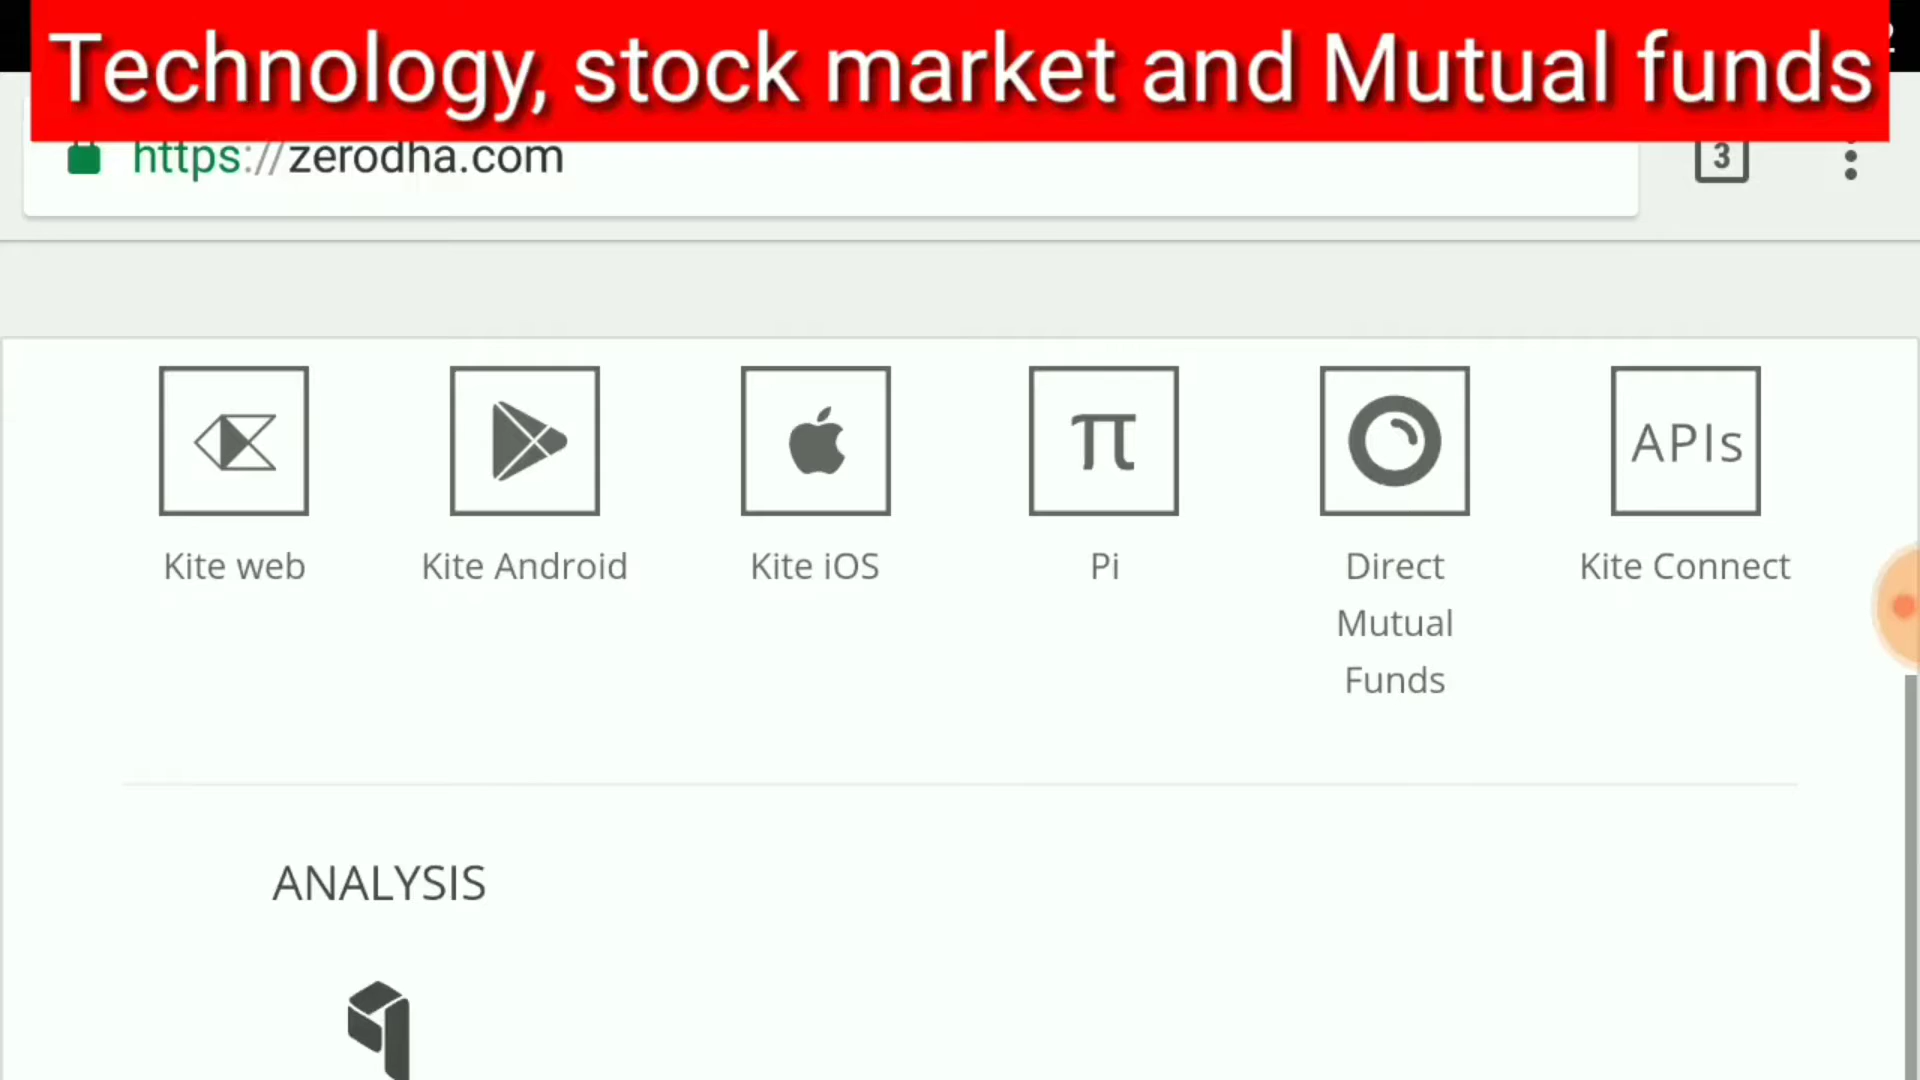 Technology, stock market and Mutual funds
https://zerodha.com
3
APIs
Kite web
Kite Android
Kite iOS
π
Pi
Direct
Mutual
Funds
Kite Connect
ANALYSIS